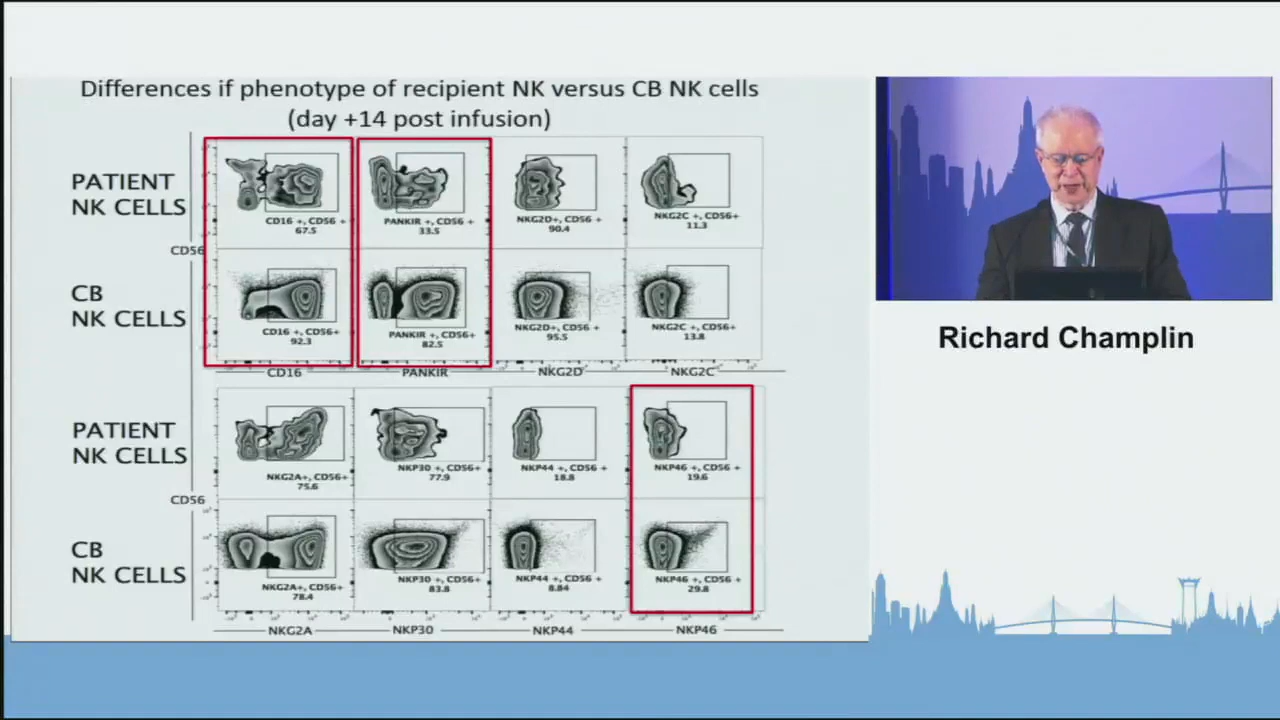 Differences if phenotype of recipient NK versus CB NK cells
(day +14 post infusion)
PATIENT
NK CELLS
CD16 +, CD56 +
67.5
PANKIR +, CD56 +
33.5
NKG2D+, CD56 +
90.4
NKG2C +, CD56+
11.3
CD56
CB
NK CELLS
CD16 +, CD56+
92.3
PANKIR +, CD56+
82.5
NKG2D+, CD56 +
95.5
NKG2C +, CD56+
13.8
CD16
PANKIR
NKG2D
NKG2C
PATIENT
NK CELLS
NKG2A+, CD56+
75.6
NKP30 +, CD56+
77.9
NKP44 +, CD56 +
18.8
NKP46 +, CD56 +
19.6
CD56
CB
NK CELLS
NKG2A+, CD56+
78.4
NKP30 +, CD56+
83.8
NKP44 +, CD56 +
8.84
NKP46 +, CD56 +
29.8
NKG2A
NKP30
NKP44
NKP46
Richard Champlin